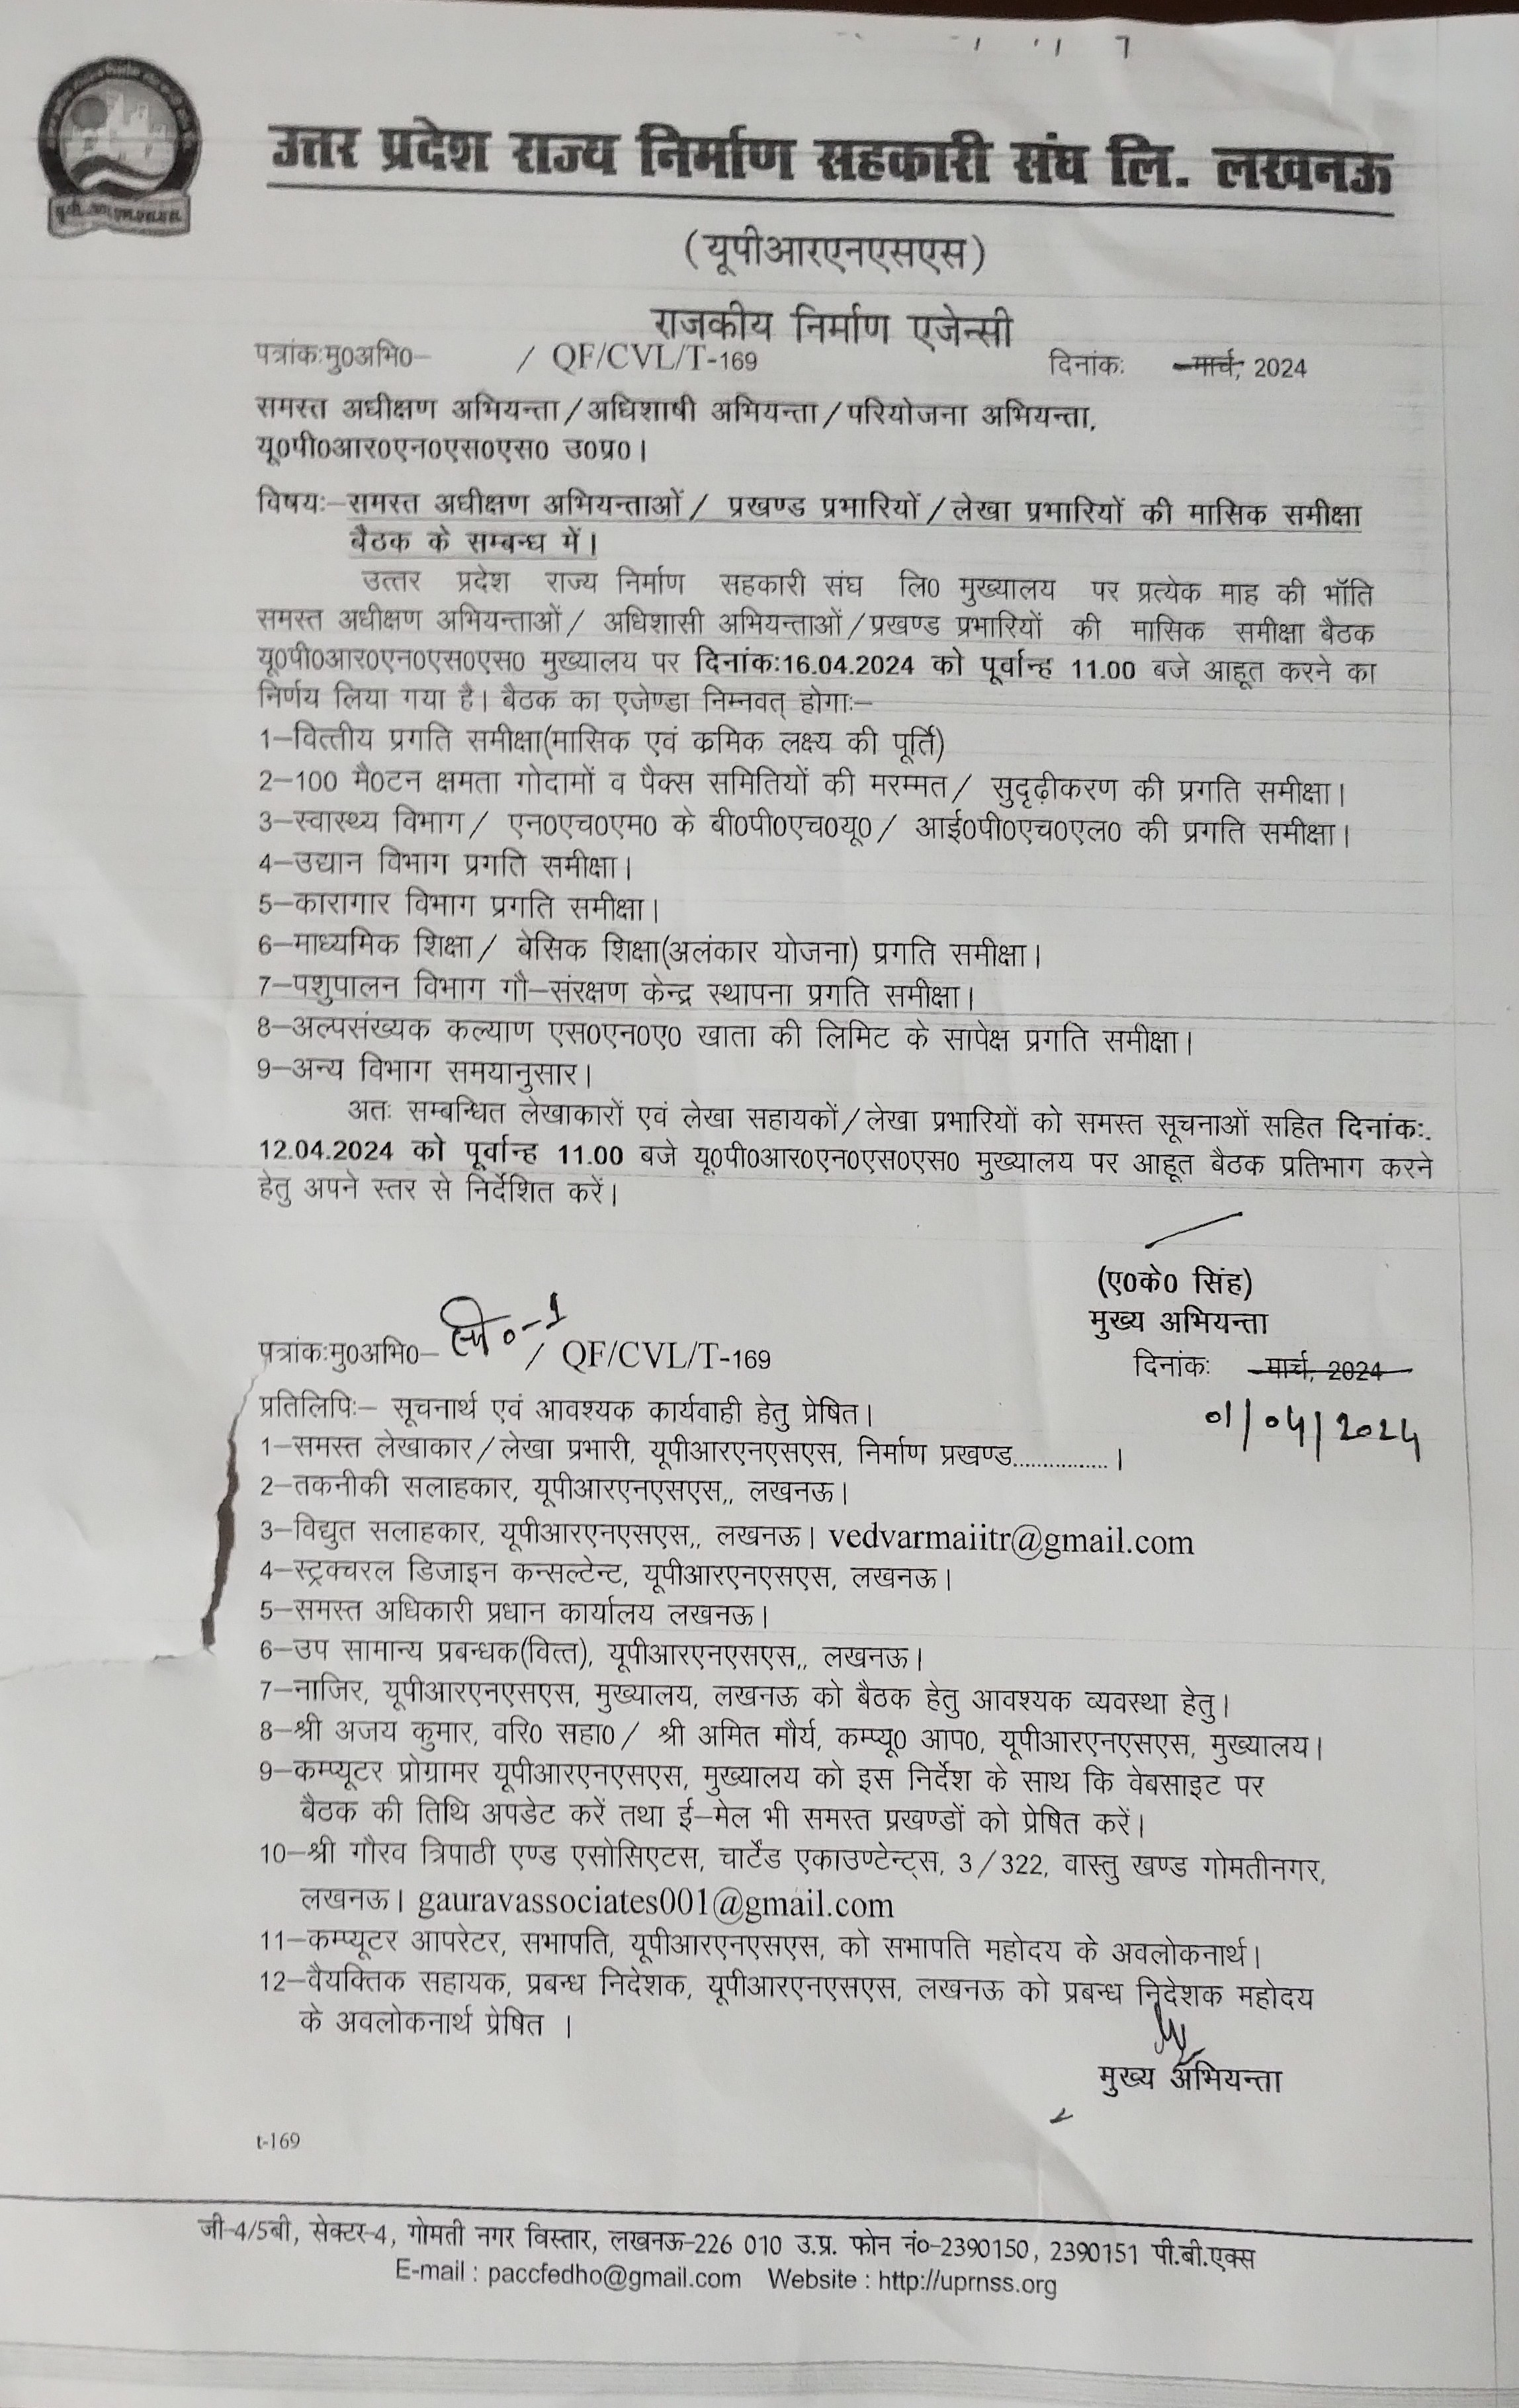 उत्तर प्रदेश राज्य निर्माण सहकारी संघ लि. लखनऊ
(यूपीआरएनएसएस)
राजकीय निर्माण एजेन्सी
पत्रांक:मु0अभि0- / QF/CVL/T-169 दिनांक: मार्च, 2024
समस्त अधीक्षण अभियन्ता/अधिशाषी अभियन्ता/परियोजना अभियन्ता,
यू0पी0आर0एन0एस0एस0 उ0प्र0।
विषयः-समस्त अधीक्षण अभियन्ताओं/ प्रखण्ड प्रभारियों/लेखा प्रभारियों की मासिक समीक्षा
बैठक के सम्बन्ध में।
उत्तर प्रदेश राज्य निर्माण सहकारी संघ लि0 मुख्यालय पर प्रत्येक माह की भॉति
समस्त अधीक्षण अभियन्ताओं/ अधिशासी अभियन्ताओं/प्रखण्ड प्रभारियों की मासिक समीक्षा बैठक
यू0पी0आर0एन0एस0एस0 मुख्यालय पर दिनांक:16.04.2024 को पूर्वान्ह 11.00 बजे आहूत करने का
निर्णय लिया गया है। बैठक का एजेण्डा निम्नवत् होगाः-
1-वित्तीय प्रगति समीक्षा(मासिक एवं क्रमिक लक्ष्य की पूर्ति)
2-100 मै0टन क्षमता गोदामों व पैक्स समितियों की मरम्मत/ सुदृढ़ीकरण की प्रगति समीक्षा।
3-स्वास्थ्य विभाग/ एन0एच0एम0 के बी0पी0एच0यू0/ आई0पी0एच0एल0 की प्रगति समीक्षा।
4-उद्यान विभाग प्रगति समीक्षा।
5-कारागार विभाग प्रगति समीक्षा।
6-माध्यमिक शिक्षा/ बेसिक शिक्षा(अलंकार योजना) प्रगति समीक्षा।
7-पशुपालन विभाग गौ-संरक्षण केन्द्र स्थापना प्रगति समीक्षा।
8-अल्पसंख्यक कल्याण एस0एन0ए0 खाता की लिमिट के सापेक्ष प्रगति समीक्षा।
9-अन्य विभाग समयानुसार।
अतः सम्बन्धित लेखाकारों एवं लेखा सहायकों/लेखा प्रभारियों को समस्त सूचनाओं सहित दिनांकः.
12.04.2024 को पूर्वान्ह 11.00 बजे यू0पी0आर0एन0एस0एस0 मुख्यालय पर आहूत बैठक प्रतिभाग करने
हेतु अपने स्तर से निर्देशित करें।
(ए0के0 सिंह)
मुख्य अभियन्ता
पत्रांक:मु0अभि0- / QF/CVL/T-169 दिनांक: मार्च, 2024
01/04/2024
प्रतिलिपिः- सूचनार्थ एवं आवश्यक कार्यवाही हेतु प्रेषित।
1-समस्त लेखाकार/लेखा प्रभारी, यूपीआरएनएसएस, निर्माण प्रखण्ड................।
2-तकनीकी सलाहकार, यूपीआरएनएसएस,, लखनऊ।
3-विद्युत सलाहकार, यूपीआरएनएसएस,, लखनऊ। vedvarmaiitr@gmail.com
4-स्ट्रक्चरल डिजाइन कन्सल्टेन्ट, यूपीआरएनएसएस, लखनऊ।
5-समस्त अधिकारी प्रधान कार्यालय लखनऊ।
6-उप सामान्य प्रबन्धक(वित्त), यूपीआरएनएसएस,, लखनऊ।
7-नाजिर, यूपीआरएनएसएस, मुख्यालय, लखनऊ को बैठक हेतु आवश्यक व्यवस्था हेतु।
8-श्री अजय कुमार, वरि0 सहा0/ श्री अमित मौर्य, कम्प्यू0 आप0, यूपीआरएनएसएस, मुख्यालय।
9-कम्प्यूटर प्रोग्रामर यूपीआरएनएसएस, मुख्यालय को इस निर्देश के साथ कि वेबसाइट पर
बैठक की तिथि अपडेट करें तथा ई-मेल भी समस्त प्रखण्डों को प्रेषित करें।
10-श्री गौरव त्रिपाठी एण्ड एसोसिएटस, चार्टेड एकाउण्टेन्ट्स, 3/322, वास्तु खण्ड गोमतीनगर,
लखनऊ। gauravassociates001@gmail.com
11-कम्प्यूटर आपरेटर, सभापति, यूपीआरएनएसएस, को सभापति महोदय के अवलोकनार्थ।
12-वैयक्तिक सहायक, प्रबन्ध निदेशक, यूपीआरएनएसएस, लखनऊ को प्रबन्ध निदेशक महोदय
के अवलोकनार्थ प्रेषित ।
मुख्य अभियन्ता
t-169
जी-4/5बी, सेक्टर-4, गोमती नगर विस्तार, लखनऊ-226 010 उ.प्र. फोन नं०-2390150, 2390151 पी.बी.एक्स
E-mail : paccfedho@gmail.com Website : http://uprnss.org